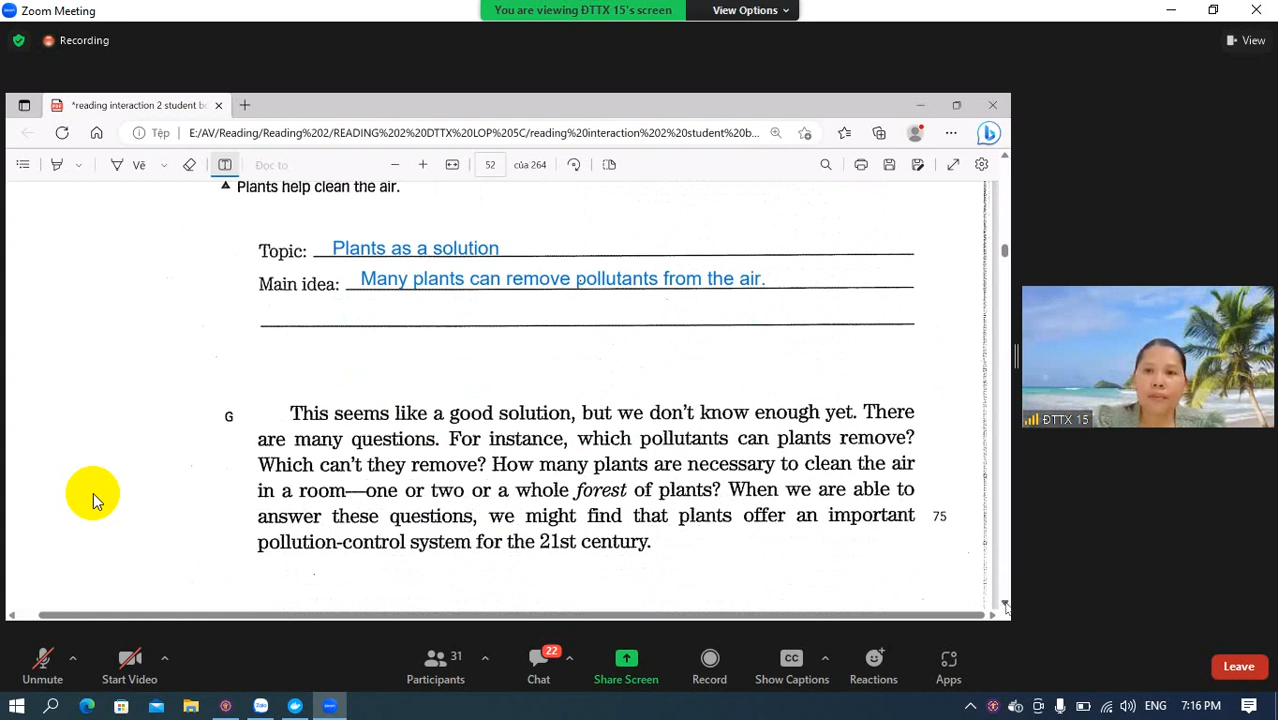 Zoom Meeting
You are viewing ĐTTX 15's screen
View Options
Recording
View
*reading interaction 2 student bo
Tệp
E:/AV/Reading/Reading%202/READING%202%20DTTX%20LOP%205C/reading%20interaction%202%20student%20b...
Vẽ
Đọc to
52
của 264
Plants help clean the air.
Topic: Plants as a solution
Main idea: Many plants can remove pollutants from the air.
G
This seems like a good solution, but we don't know enough yet. There
are many questions. For instance, which pollutants can plants remove?
Which can't they remove? How many plants are necessary to clean the air
in a room—one or two or a whole forest of plants? When we are able to
answer these questions, we might find that plants offer an important 75
pollution-control system for the 21st century.
ĐTTX 15
Unmute
Start Video
31
Participants
22
Chat
Share Screen
Record
CC
Show Captions
Reactions
Apps
Leave
ENG
7:16 PM